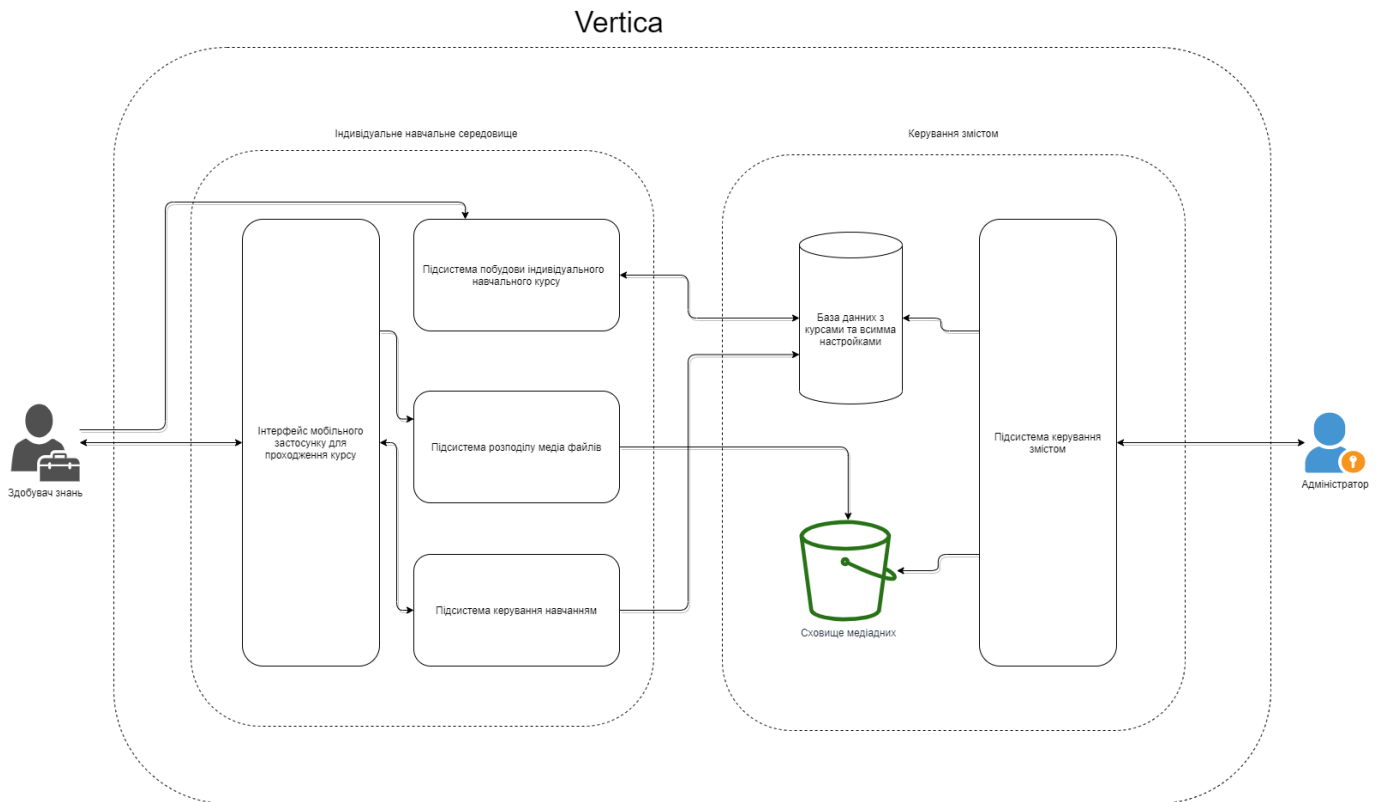 Vertica
Індивідуальне навчальне середовище
Керування змістом
Підсистема побудови індивідуального
навчального курсу
База данних з
курсами та всимма
настройками
Інтерфейс мобільного
застосунку для
проходження курсу
Підсистема розподілу медіа файлів
Підсистема керування
змістом
Здобувач знань
Адміністратор
Підсистема керування навчанням
Сховище медіадних